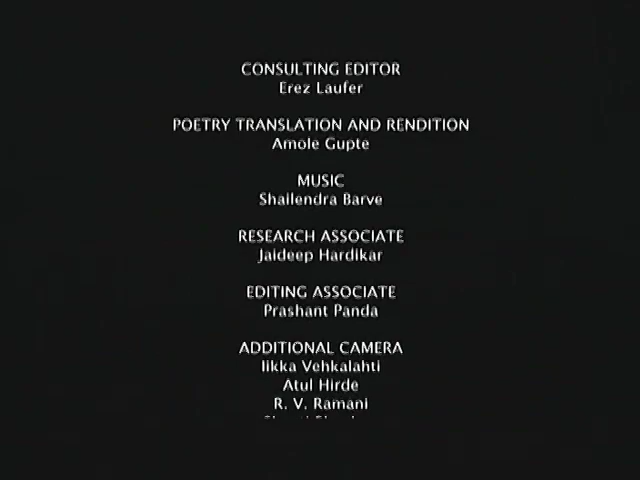 CONSULTING EDITOR
Erez Laufer
POETRY TRANSLATION AND RENDITION
Amole Gupte
MUSIC
Shailendra Barve
RESEARCH ASSOCIATE
Jaideep Hardikar
EDITING ASSOCIATE
Prashant Panda
ADDITIONAL CAMERA
Iikka Vehkalahti
Atul Hirde
R. V. Ramani